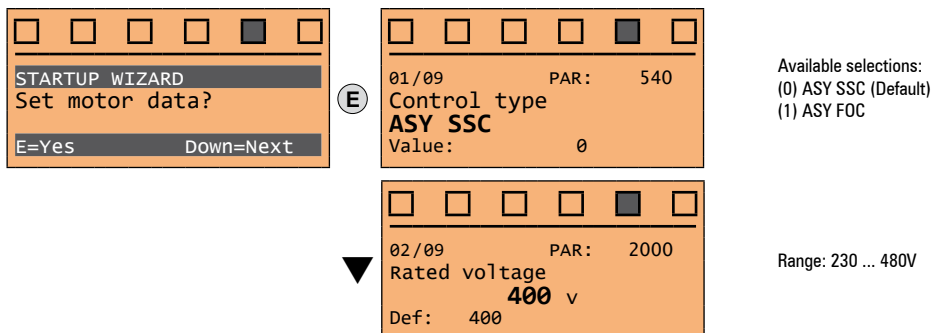 STARTUP WIZARD
Set motor data?
E=Yes Down=Next
E
01/09 PAR: 540
Control type
ASY SSC
Value: 0
Available selections:
(0) ASY SSC (Default)
(1) ASY FOC
02/09 PAR: 2000
Rated voltage
400 V
Def: 400
Range: 230 ... 480V